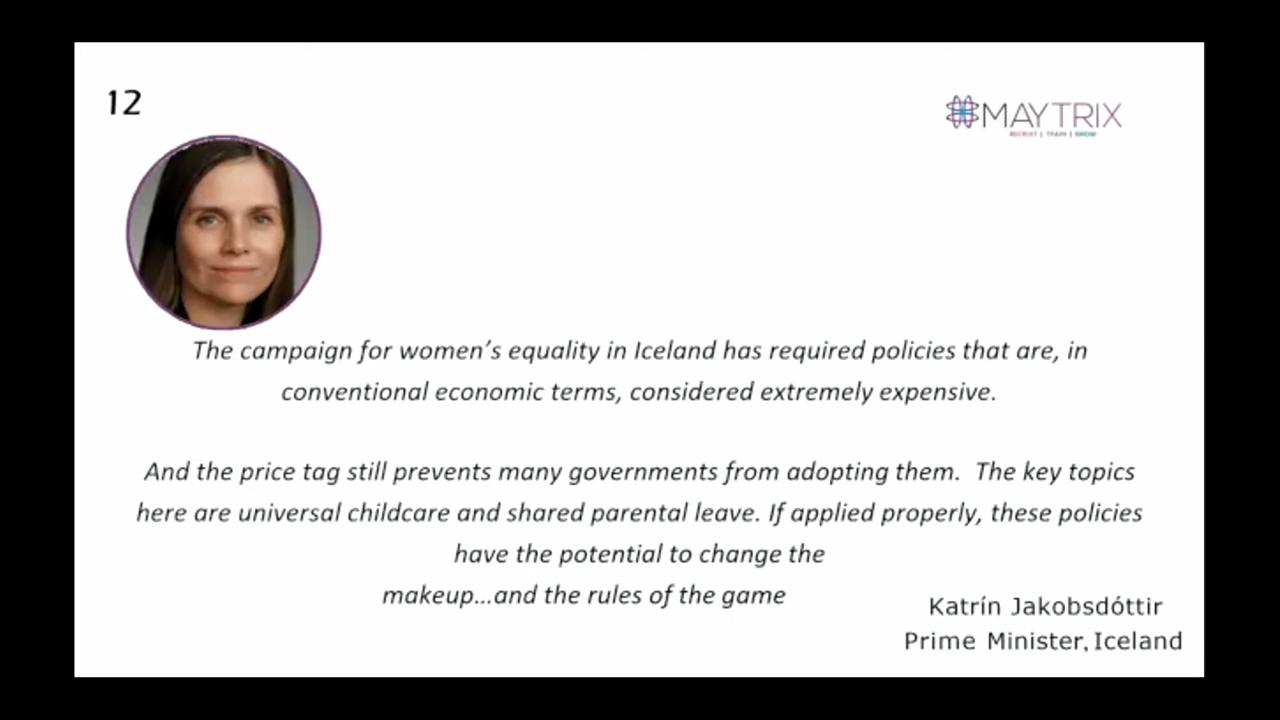 12
MAYTRIX
RECRUIT | TRAIN | GROW
The campaign for women’s equality in Iceland has required policies that are, in
conventional economic terms, considered extremely expensive.
And the price tag still prevents many governments from adopting them.  The key topics
here are universal childcare and shared parental leave. If applied properly, these policies
have the potential to change the
makeup...and the rules of the game
Katrín Jakobsdóttir
Prime Minister, Iceland